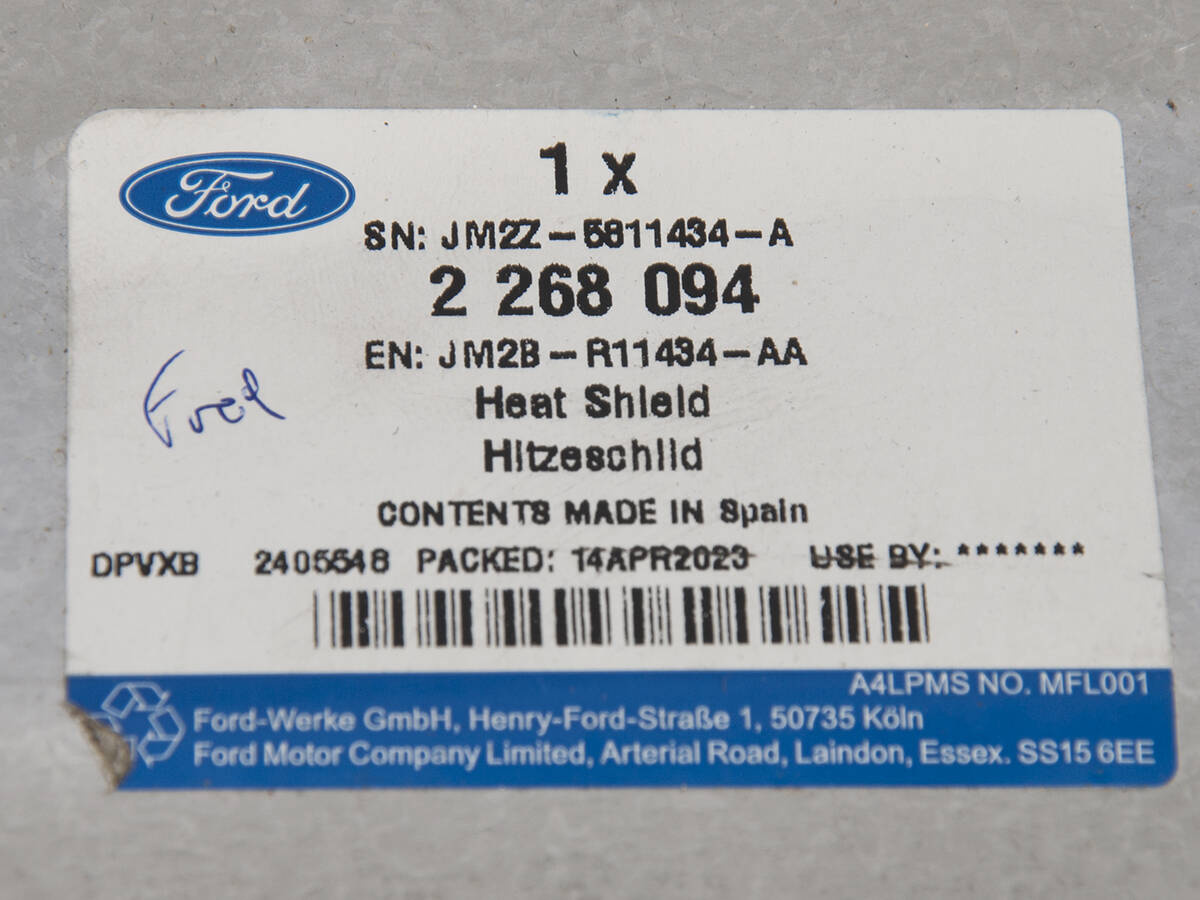 Ford
1 x
SN: JM2Z-5811434-A
2 268 094
EN: JM2B-R11434-AA
Heat Shield
Hitzeschild
CONTENTS MADE IN Spain
DPVXB 2405548 PACKED: 14APR2023 USE BY: *******
A4LPMS NO. MFL001
Ford-Werke GmbH, Henry-Ford-Straße 1, 50735 Köln
Ford Motor Company Limited, Arterial Road, Laindon, Essex. SS15 6EE